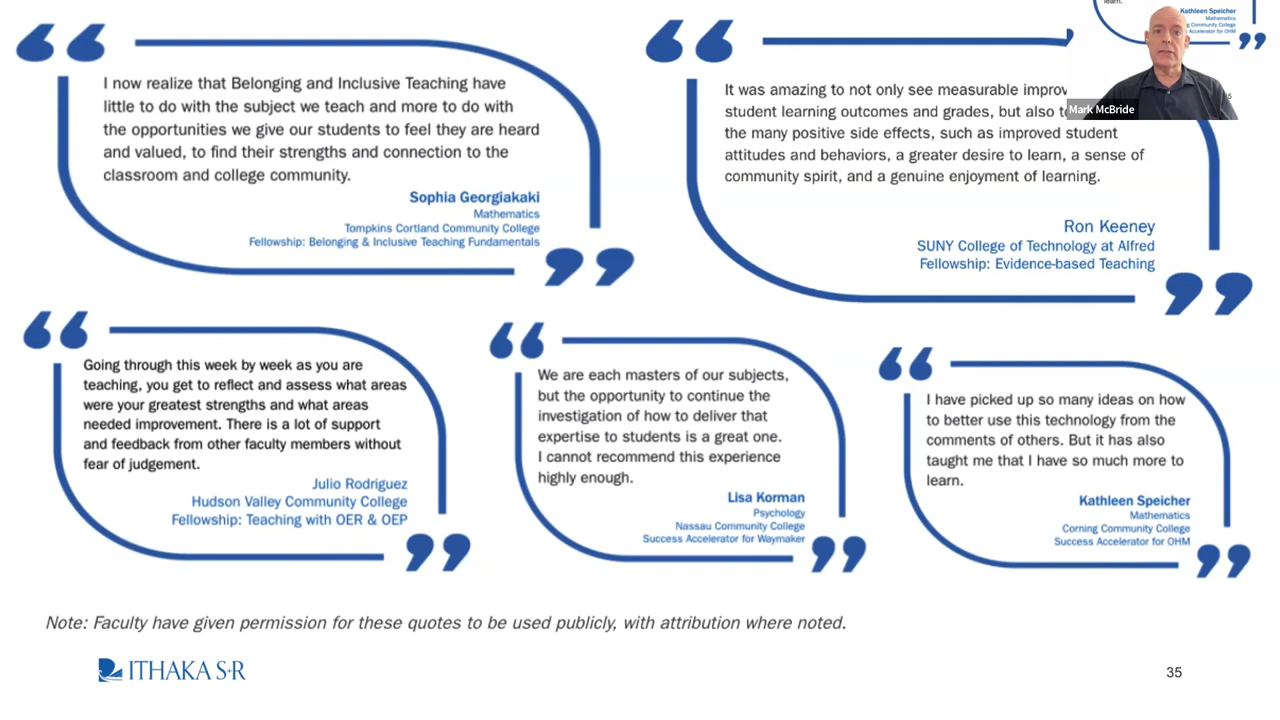 I now realize that Belonging and Inclusive Teaching have
little to do with the subject we teach and more to do with
the opportunities we give our students to feel they are heard
and valued, to find their strengths and connection to the
classroom and college community.
Sophia Georgiakaki
Mathematics
Tompkins Cortland Community College
Fellowship: Belonging & Inclusive Teaching Fundamentals
It was amazing to not only see measurable
student learning outcomes and grades, but also
the many positive side effects, such as improved student
attitudes and behaviors, a greater desire to learn, a sense of
community spirit, and a genuine enjoyment of learning.
Ron Keeney
SUNY College of Technology at Alfred
Fellowship: Evidence-based Teaching
learn.
Kathleen Speicher
Mathematics
Community College
Accelerator for OHM
Mark McBride
Going through this week by week as you are
teaching, you get to reflect and assess what areas
were your greatest strengths and what areas
needed improvement. There is a lot of support
and feedback from other faculty members without
fear of judgement.
Julio Rodriguez
Hudson Valley Community College
Fellowship: Teaching with OER & OEP
We are each masters of our subjects,
but the opportunity to continue the
investigation of how to deliver that
expertise to students is a great one.
I cannot recommend this experience
highly enough.
Lisa Korman
Psychology
Nassau Community College
Success Accelerator for Waymaker
I have picked up so many ideas on how
to better use this technology from the
comments of others. But it has also
taught me that I have so much more to
learn.
Kathleen Speicher
Mathematics
Corning Community College
Success Accelerator for OHM
Note: Faculty have given permission for these quotes to be used publicly, with attribution where noted.
ITHAKA S+R
35